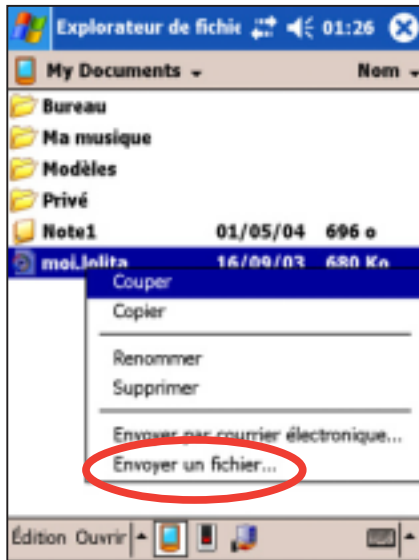 Explorateur de fichie 01:26
My Documents Nom
Bureau
Ma musique
Modèles
Privé
Note1 01/05/04 696 o
moi.lolita 16/09/03 680 Ko
Couper
Copier
Renommer
Supprimer
Envoyer par courrier électronique...
Envoyer un fichier...
Édition Ouvrir